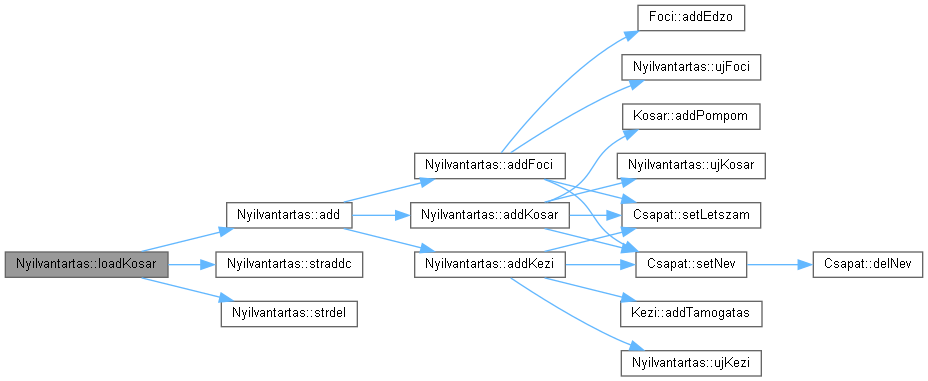 Foci::addEdzo
Nyilvantartas::ujFoci
Kosar::addPompom
Nyilvantartas::addFoci
Nyilvantartas::ujKosar
Nyilvantartas::add
Nyilvantartas::addKosar
Csapat::setLetszam
Nyilvantartas::loadKosar
Nyilvantartas::straddc
Nyilvantartas::addKezi
Csapat::setNev
Csapat::delNev
Nyilvantartas::strdel
Kezi::addTamogatas
Nyilvantartas::ujKezi